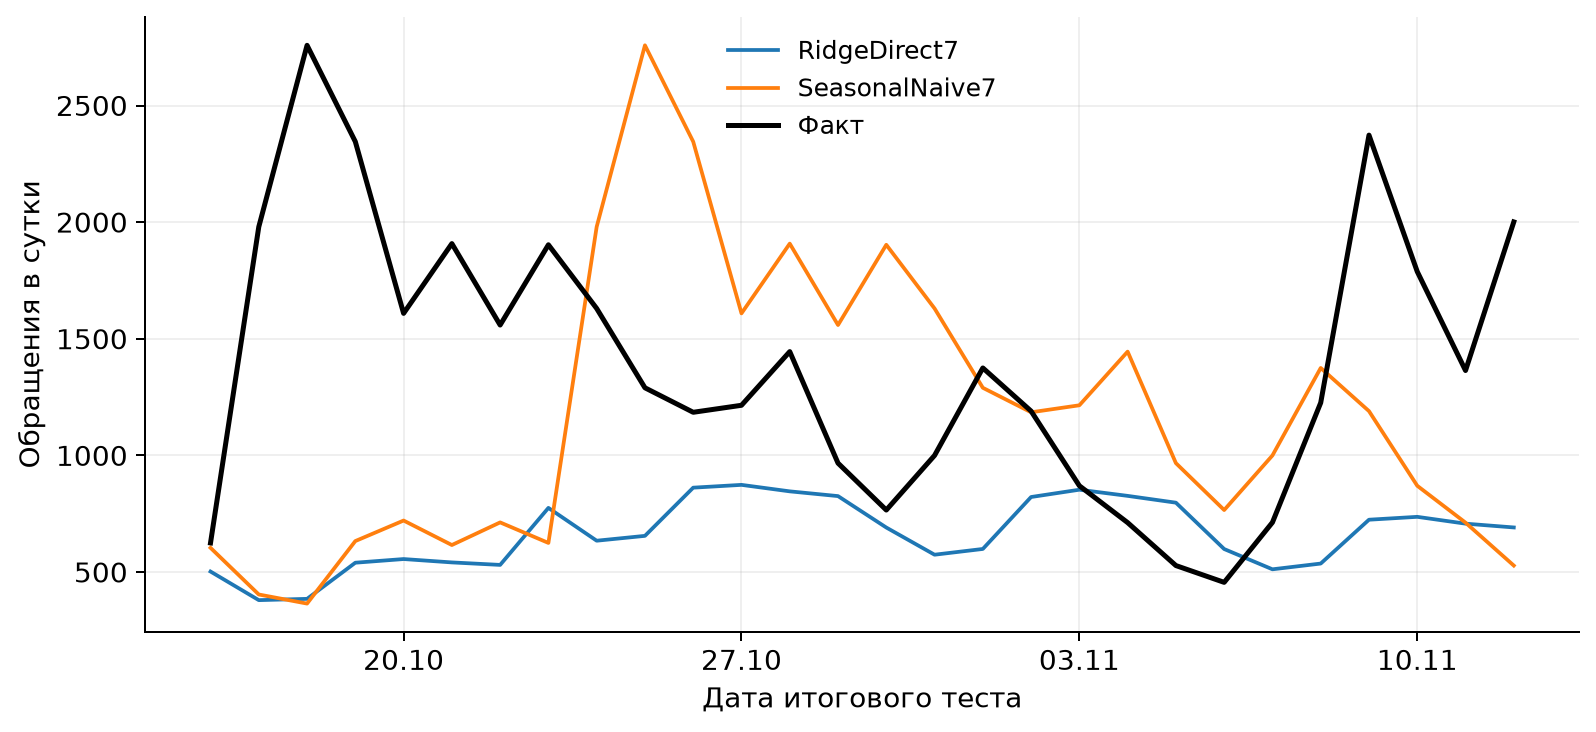 RidgeDirect7
SeasonalNaive7
Факт
Обращения в сутки
2500
2000
1500
1000
500
20.10
27.10
03.11
10.11
Дата итогового теста